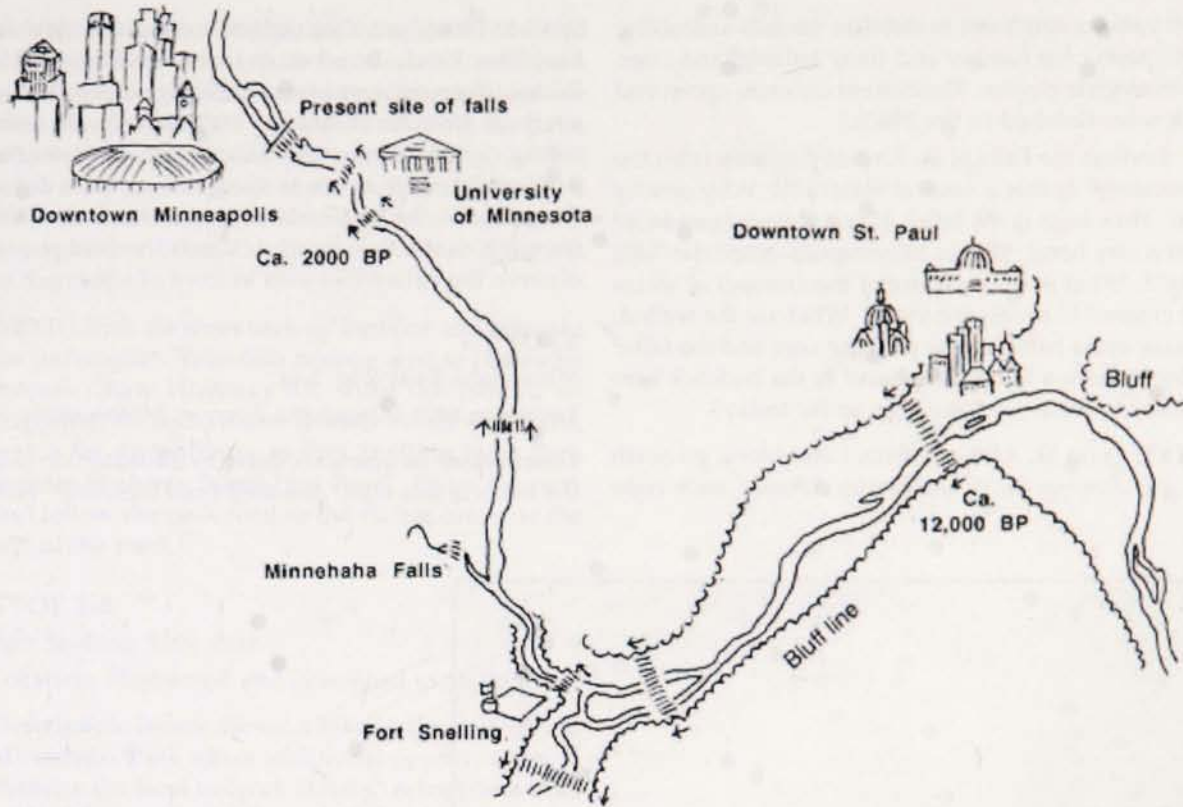 Present site of falls
Downtown Minneapolis
University
of Minnesota
Ca. 2000 BP
Downtown St. Paul
Bluff
Ca.
12,000 BP
Minnehaha Falls
Bluff line
Fort Snelling